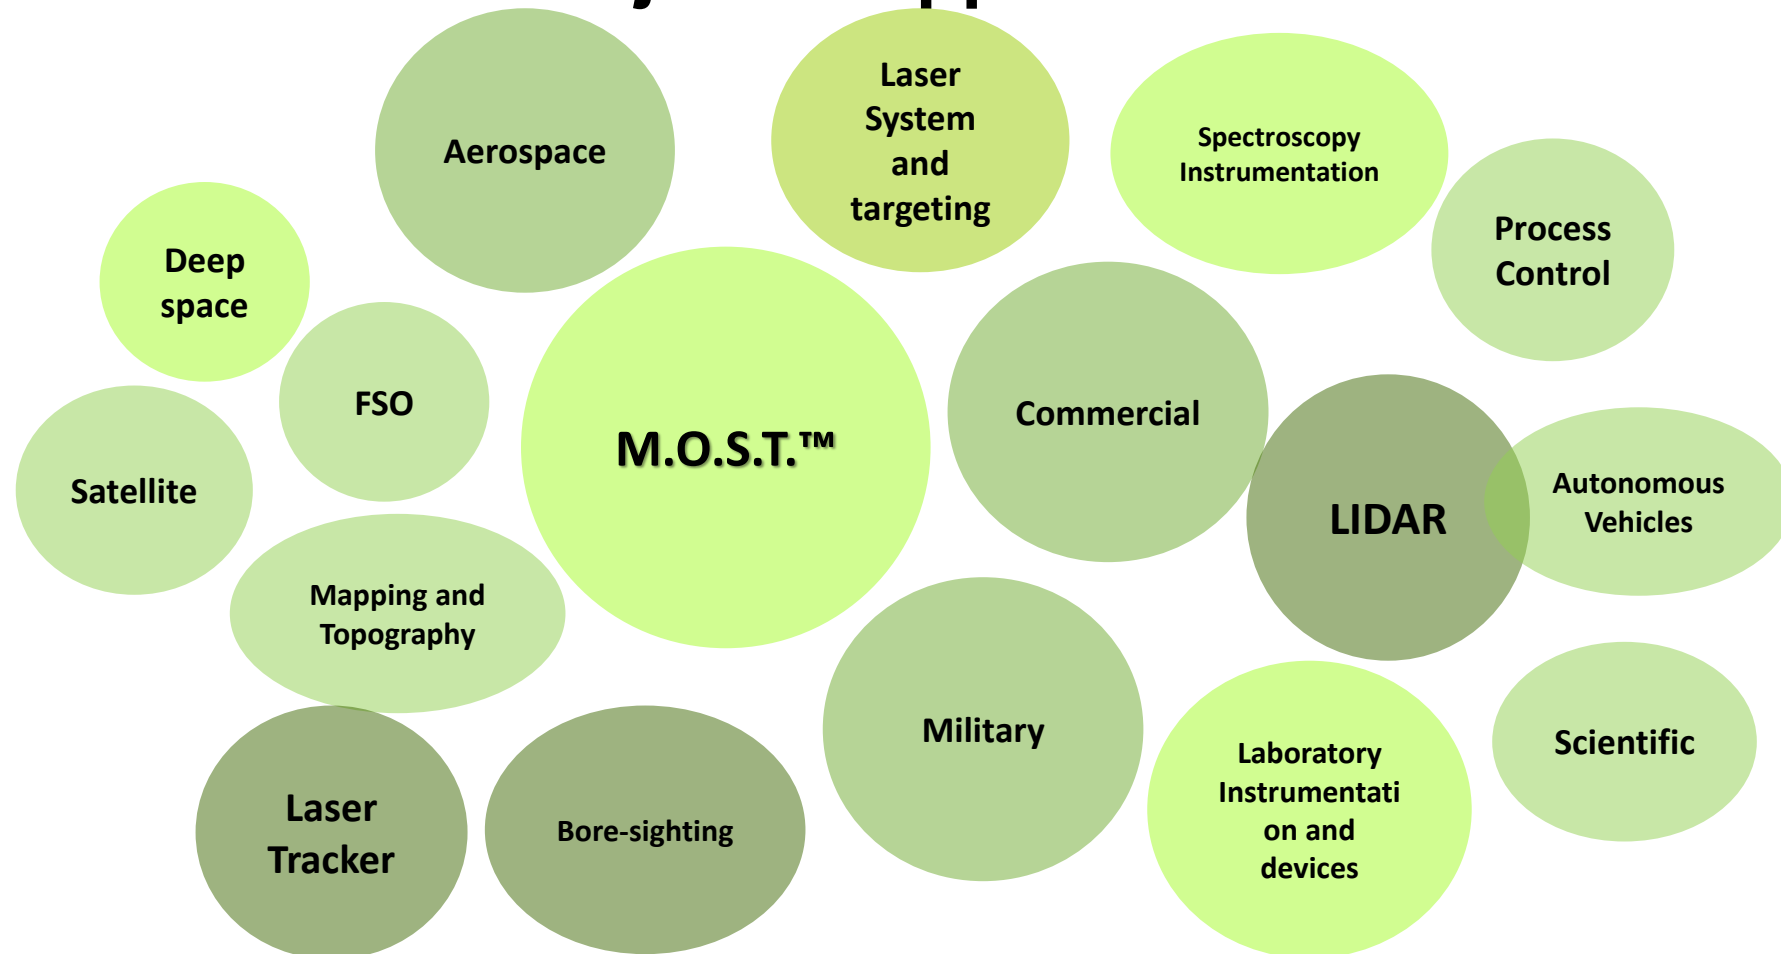 Aerospace
Laser
System
and
targeting
Spectroscopy
Instrumentation
Process
Control
Deep
space
FSO
M.O.S.T.™
Commercial
Satellite
LIDAR
Autonomous
Vehicles
Mapping and
Topography
Military
Laboratory
Instrumentati
on and
devices
Scientific
Laser
Tracker
Bore-sighting